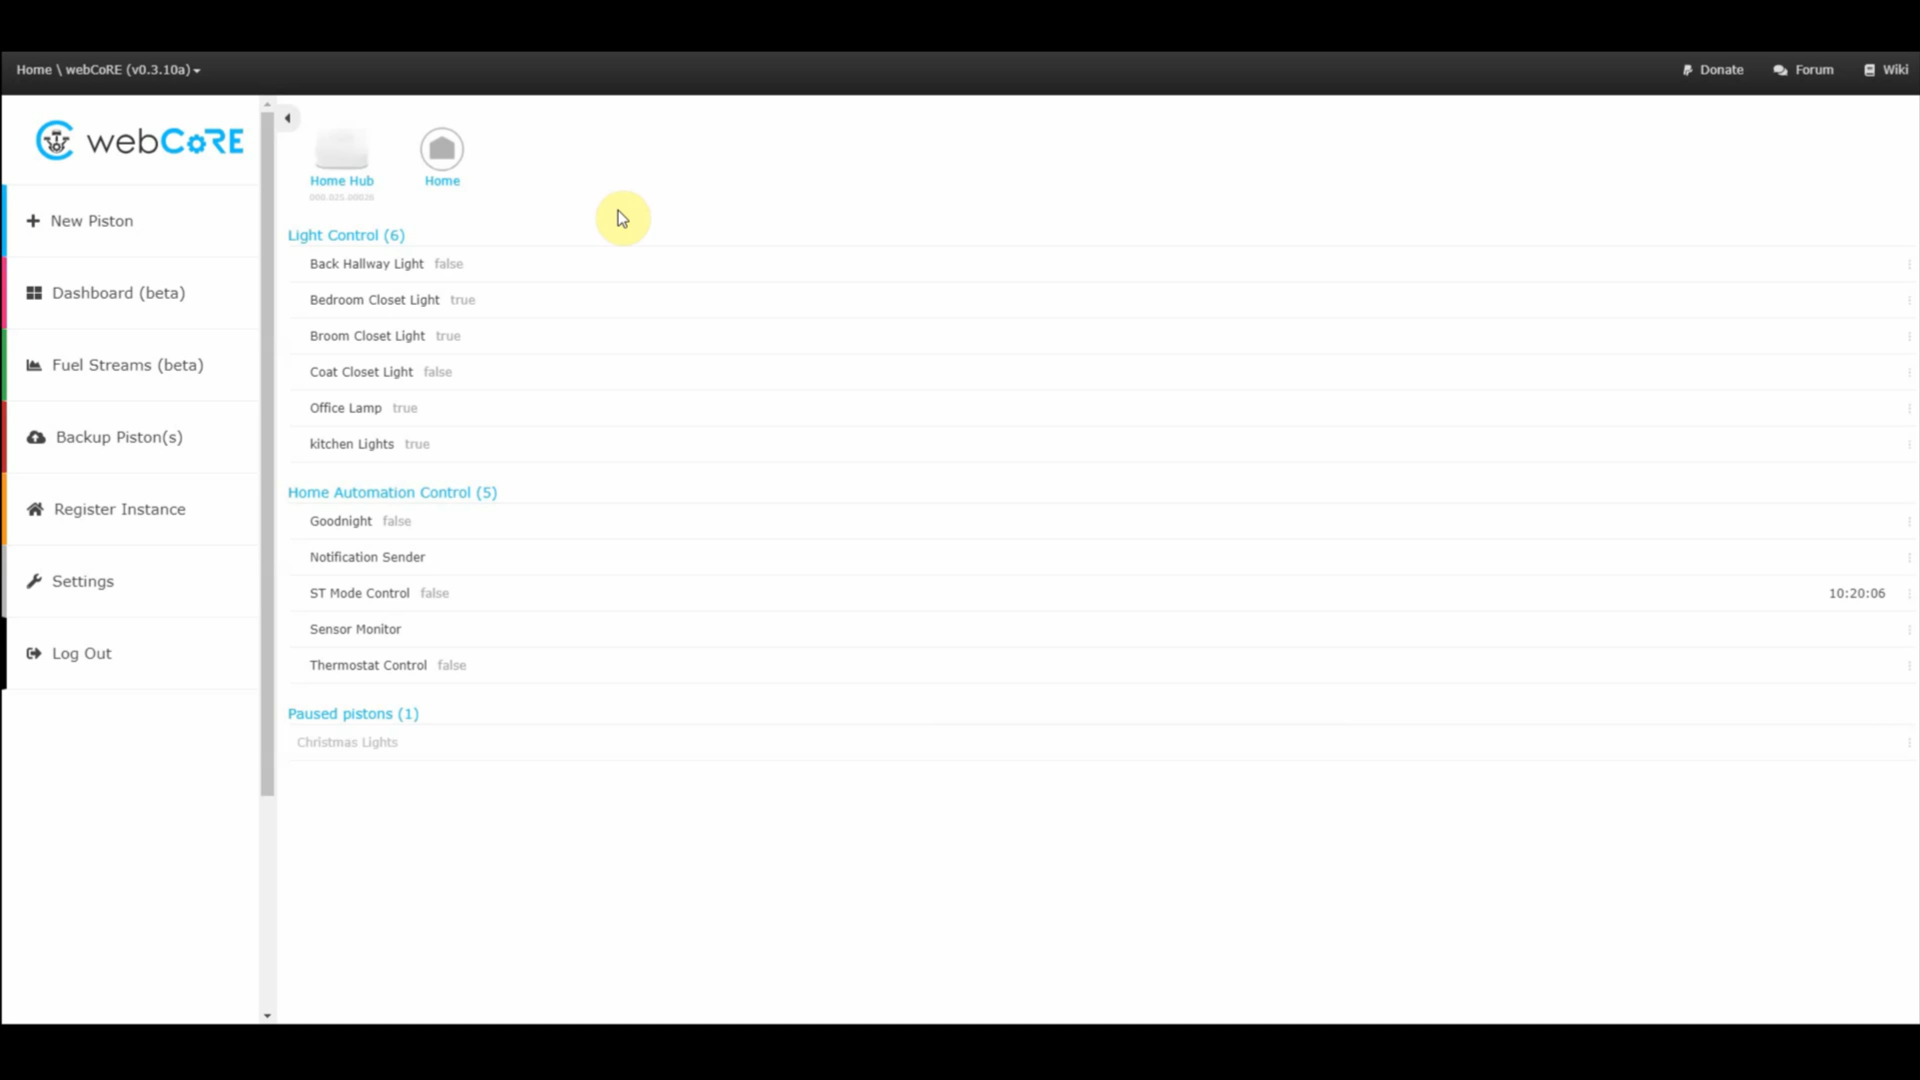 Home \ webCoRE (v0.3.10a)
Donate
Forum
Wiki
webCoRE
New Piston
Dashboard (beta)
Fuel Streams (beta)
Backup Piston(s)
Register Instance
Settings
Log Out
Home Hub
000.025.00026
Home
Light Control (6)
Back Hallway Light false
Bedroom Closet Light true
Broom Closet Light true
Coat Closet Light false
Office Lamp true
kitchen Lights true
Home Automation Control (5)
Goodnight false
Notification Sender
ST Mode Control false 10:20:06
Sensor Monitor
Thermostat Control false
Paused pistons (1)
Christmas Lights